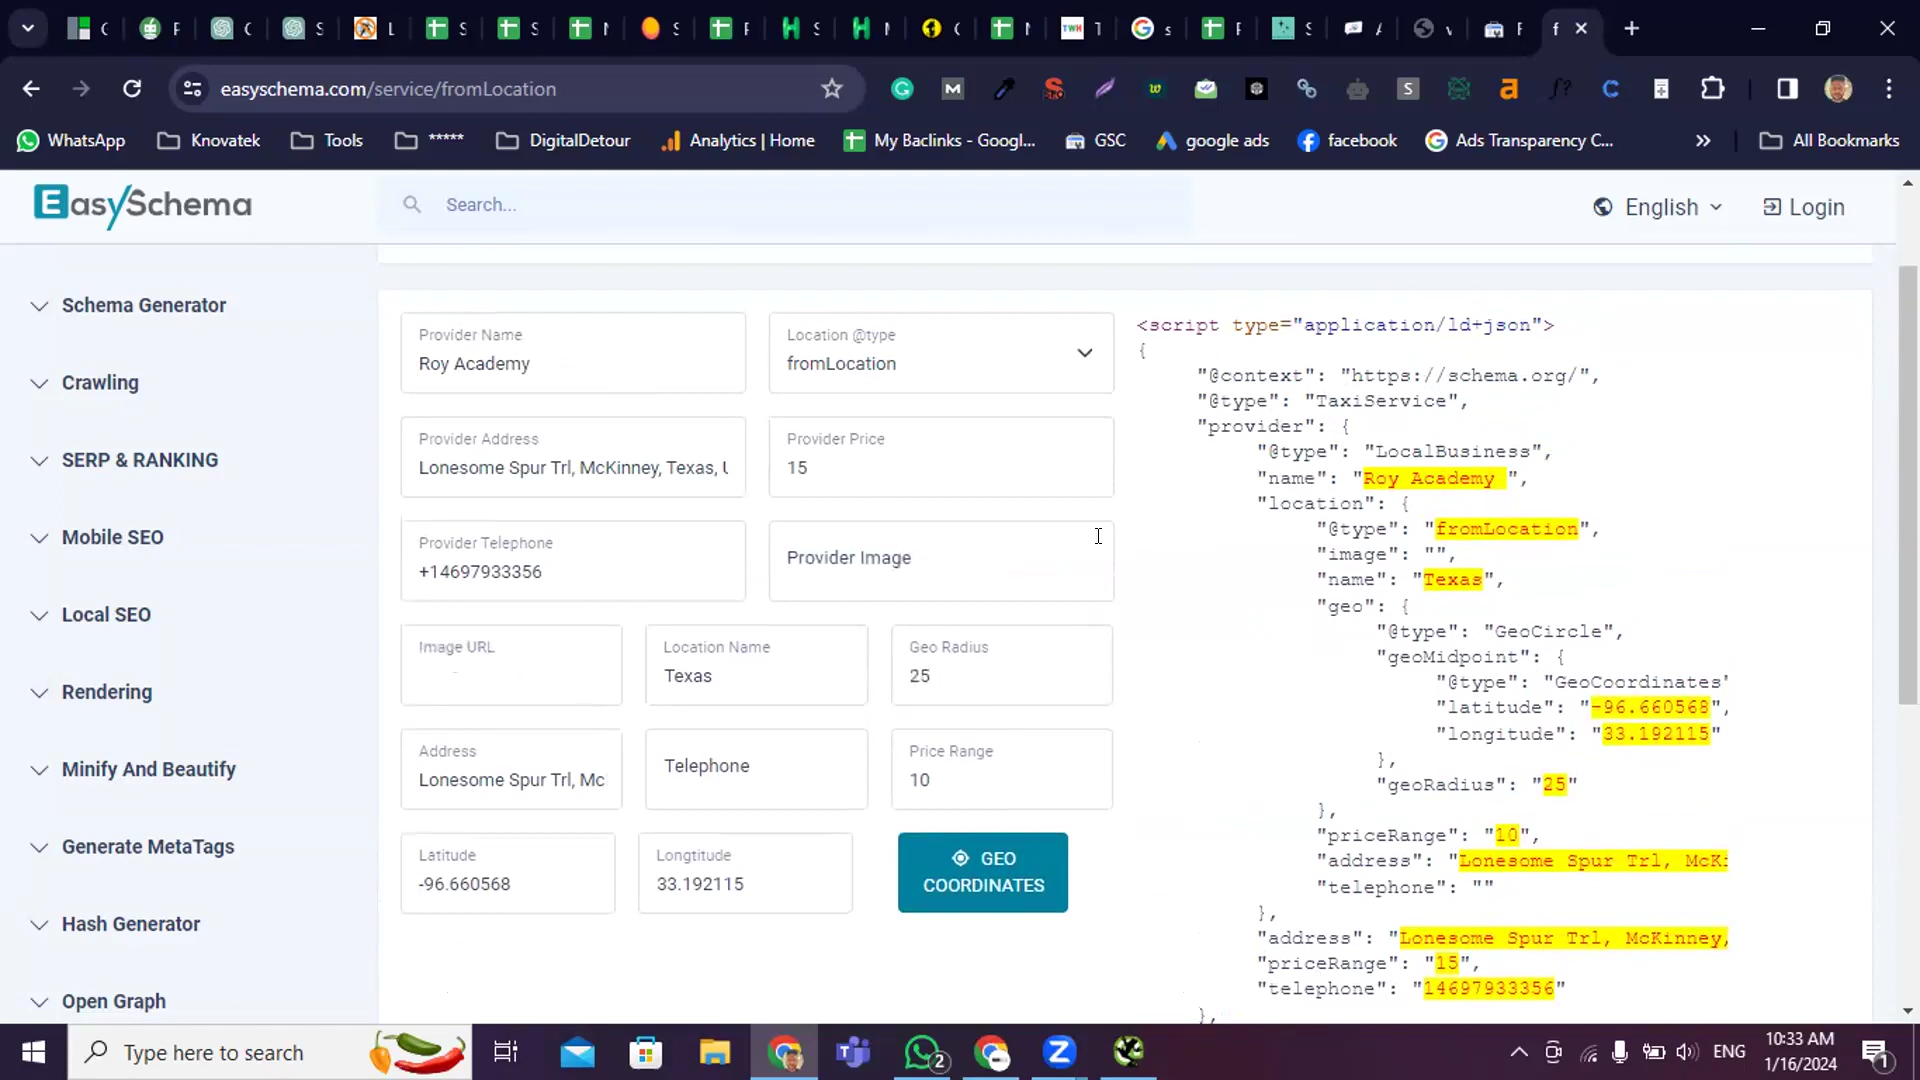 easyschema.com/service/fromLocation
WhatsApp
Knovatek
Tools
*****
DigitalDetour
Analytics | Home
My Baclinks - Googl...
GSC
google ads
facebook
Ads Transparency C...
»
All Bookmarks
EasySchema
Search...
English
Login
Schema Generator
Crawling
SERP & RANKING
Mobile SEO
Local SEO
Rendering
Minify And Beautify
Generate MetaTags
Hash Generator
Open Graph
Provider Name
Roy Academy
Location @type
fromLocation
Provider Address
Lonesome Spur Trl, McKinney, Texas, U
Provider Price
15
Provider Telephone
+14697933356
Provider Image
Image URL
Location Name
Texas
Geo Radius
25
Address
Lonesome Spur Trl, Mc
Telephone
Price Range
10
Latitude
-96.660568
Longtitude
33.192115
GEO
COORDINATES
<script type="application/ld+json">
{
"@context": "https://schema.org/",
"@type": "TaxiService",
"provider": {
"@type": "LocalBusiness",
"name": "Roy Academy ",
"location": {
"@type": "fromLocation",
"image": "",
"name": "Texas",
"geo": {
"@type": "GeoCircle",
"geoMidpoint": {
"@type": "GeoCoordinates"
"latitude": "-96.660568",
"longitude": "33.192115"
},
"geoRadius": "25"
},
"priceRange": "10",
"address": "Lonesome Spur Trl, McKi
"telephone": ""
},
"address": "Lonesome Spur Trl, McKinney,
"priceRange": "15",
"telephone": "14697933356"
},
Type here to search
2
ENG
10:33 AM
1/16/2024
1